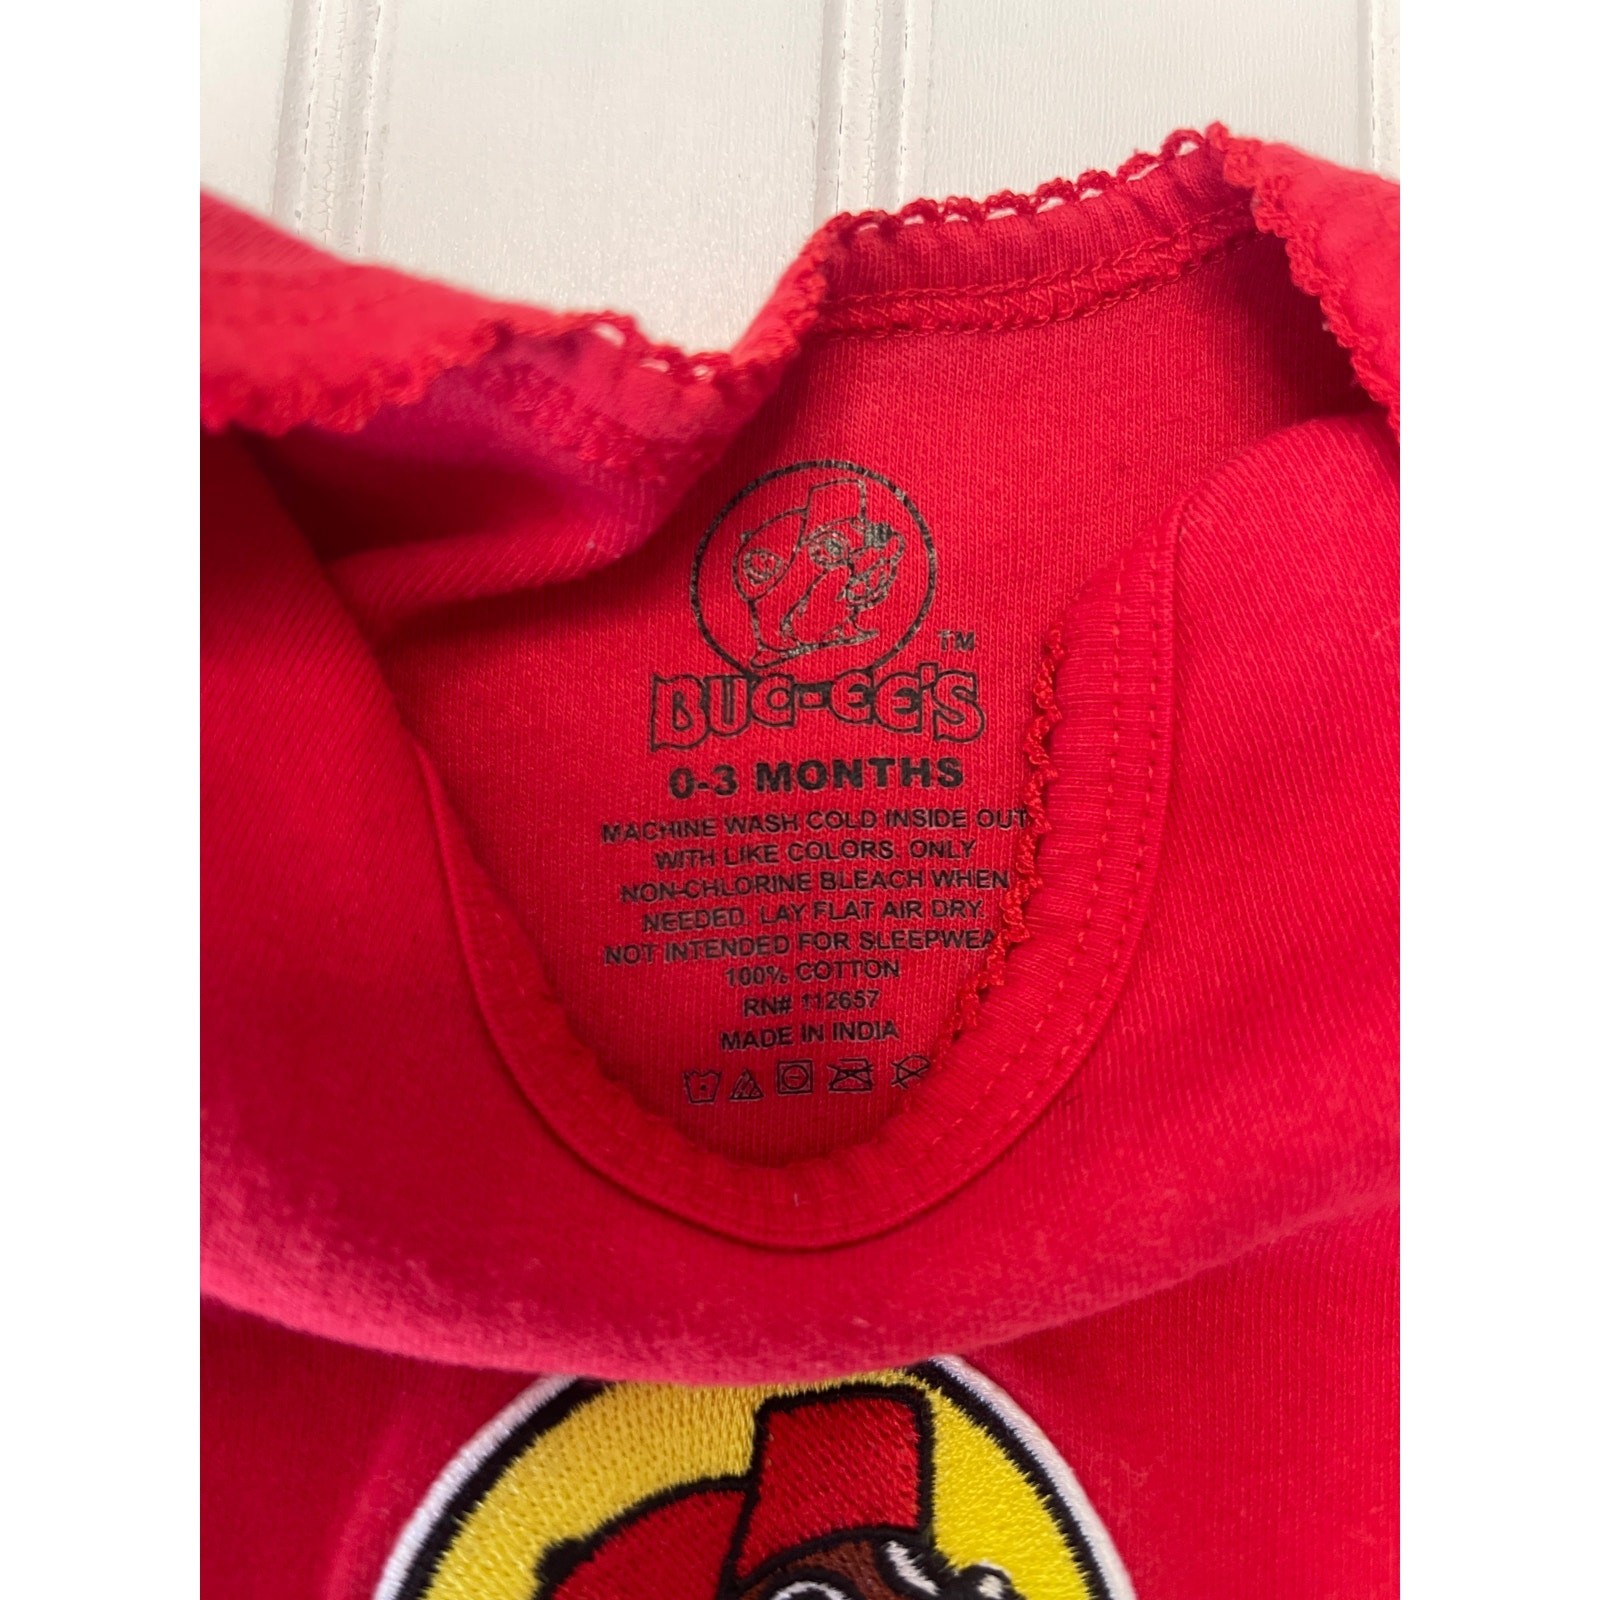 TM
BUC-EE'S
0-3 MONTHS
MACHINE WASH COLD INSIDE OUT
WITH LIKE COLORS. ONLY
NON-CHLORINE BLEACH WHEN
NEEDED. LAY FLAT AIR DRY.
NOT INTENDED FOR SLEEPWEA
100% COTTON
RN# 112657
MADE IN INDIA